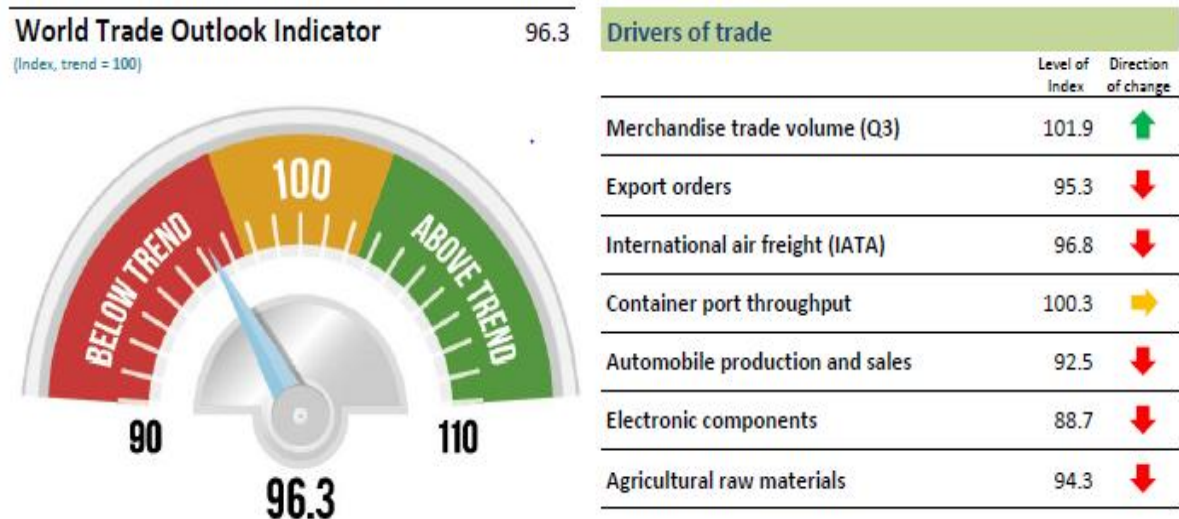 World Trade Outlook Indicator 96.3
(Index, trend = 100)
BELOW TREND
100
ABOVE TREND
90
110
96.3
Drivers of trade
Level of Index Direction of change
Merchandise trade volume (Q3) 101.9
Export orders 95.3
International air freight (IATA) 96.8
Container port throughput 100.3
Automobile production and sales 92.5
Electronic components 88.7
Agricultural raw materials 94.3